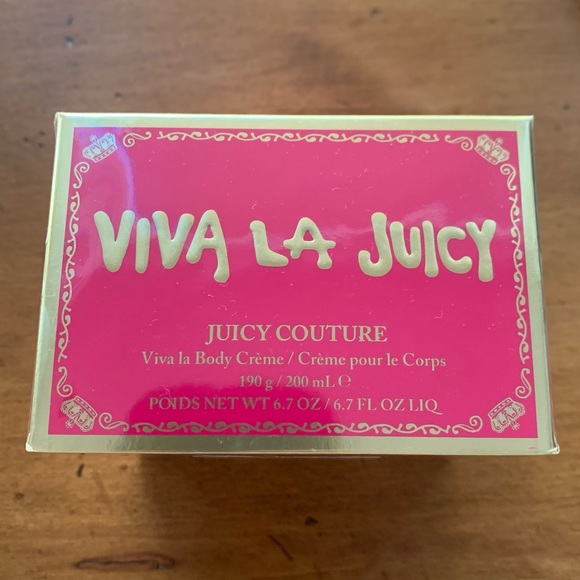 VIVA LA JUICY
JUICY COUTURE
Viva la Body Crème / Crème pour le Corps
190 g / 200 mL ℮
POIDS NET WT 6.7 OZ / 6.7 FL OZ LIQ